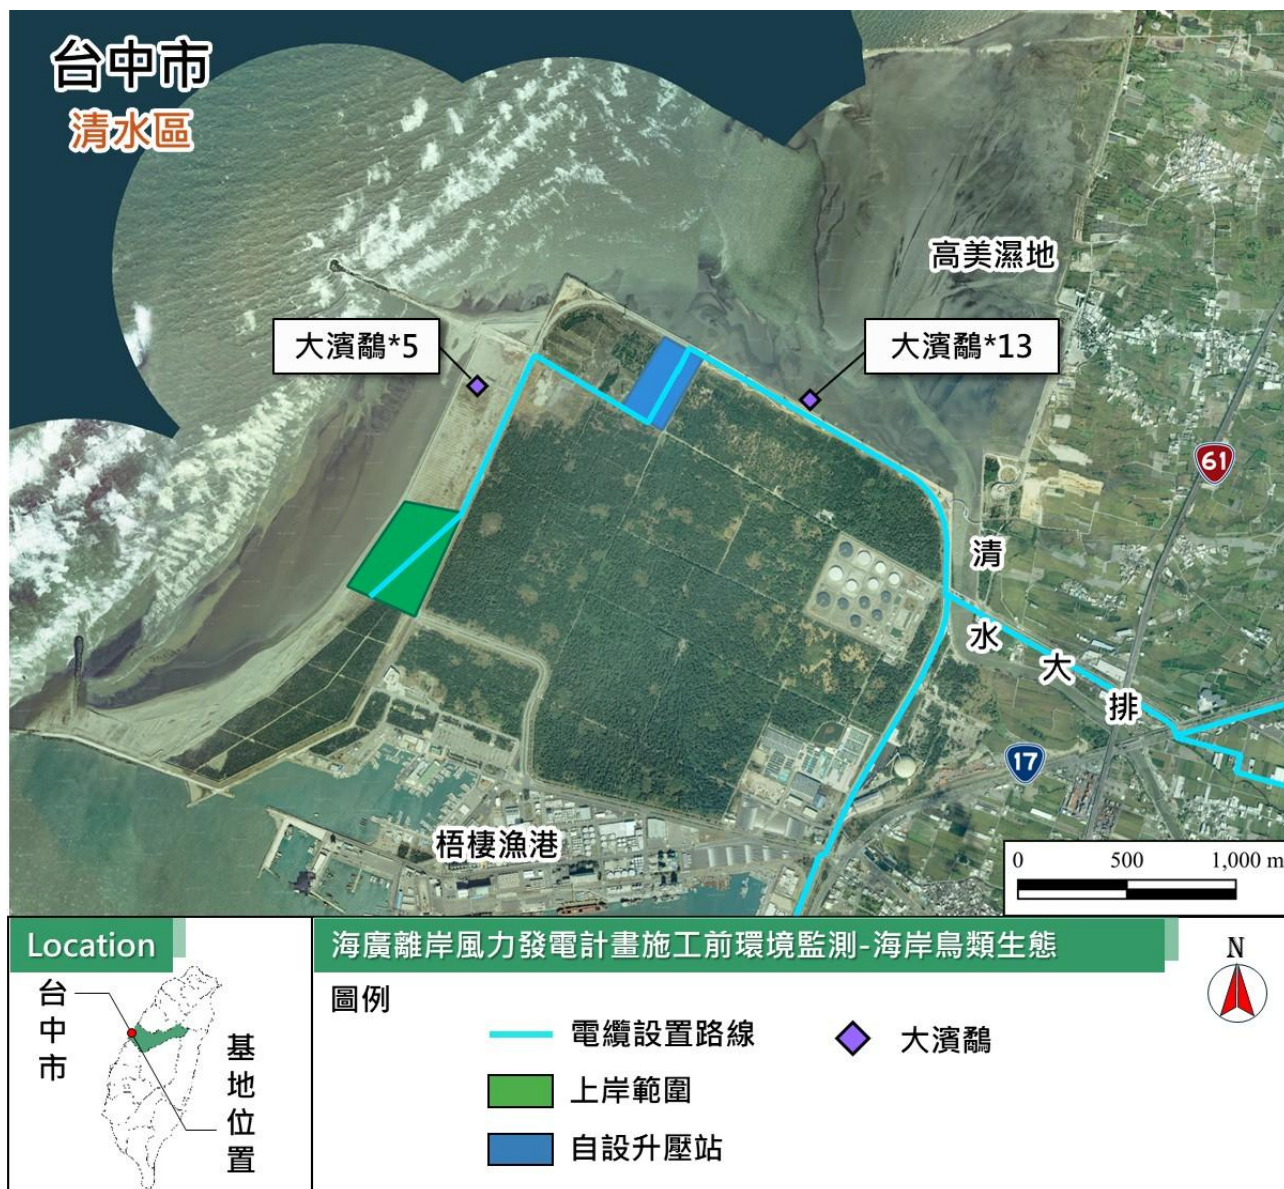 台中市
清水區
高美濕地
大濱鷸*5
大濱鷸*13
61
清水大排
17
梧棲漁港
0 500 1,000 m
Location
台中市
基地位置
海廣離岸風力發電計畫施工前環境監測-海岸鳥類生態
N
圖例
電纜設置路線
大濱鷸
上岸範圍
自設升壓站